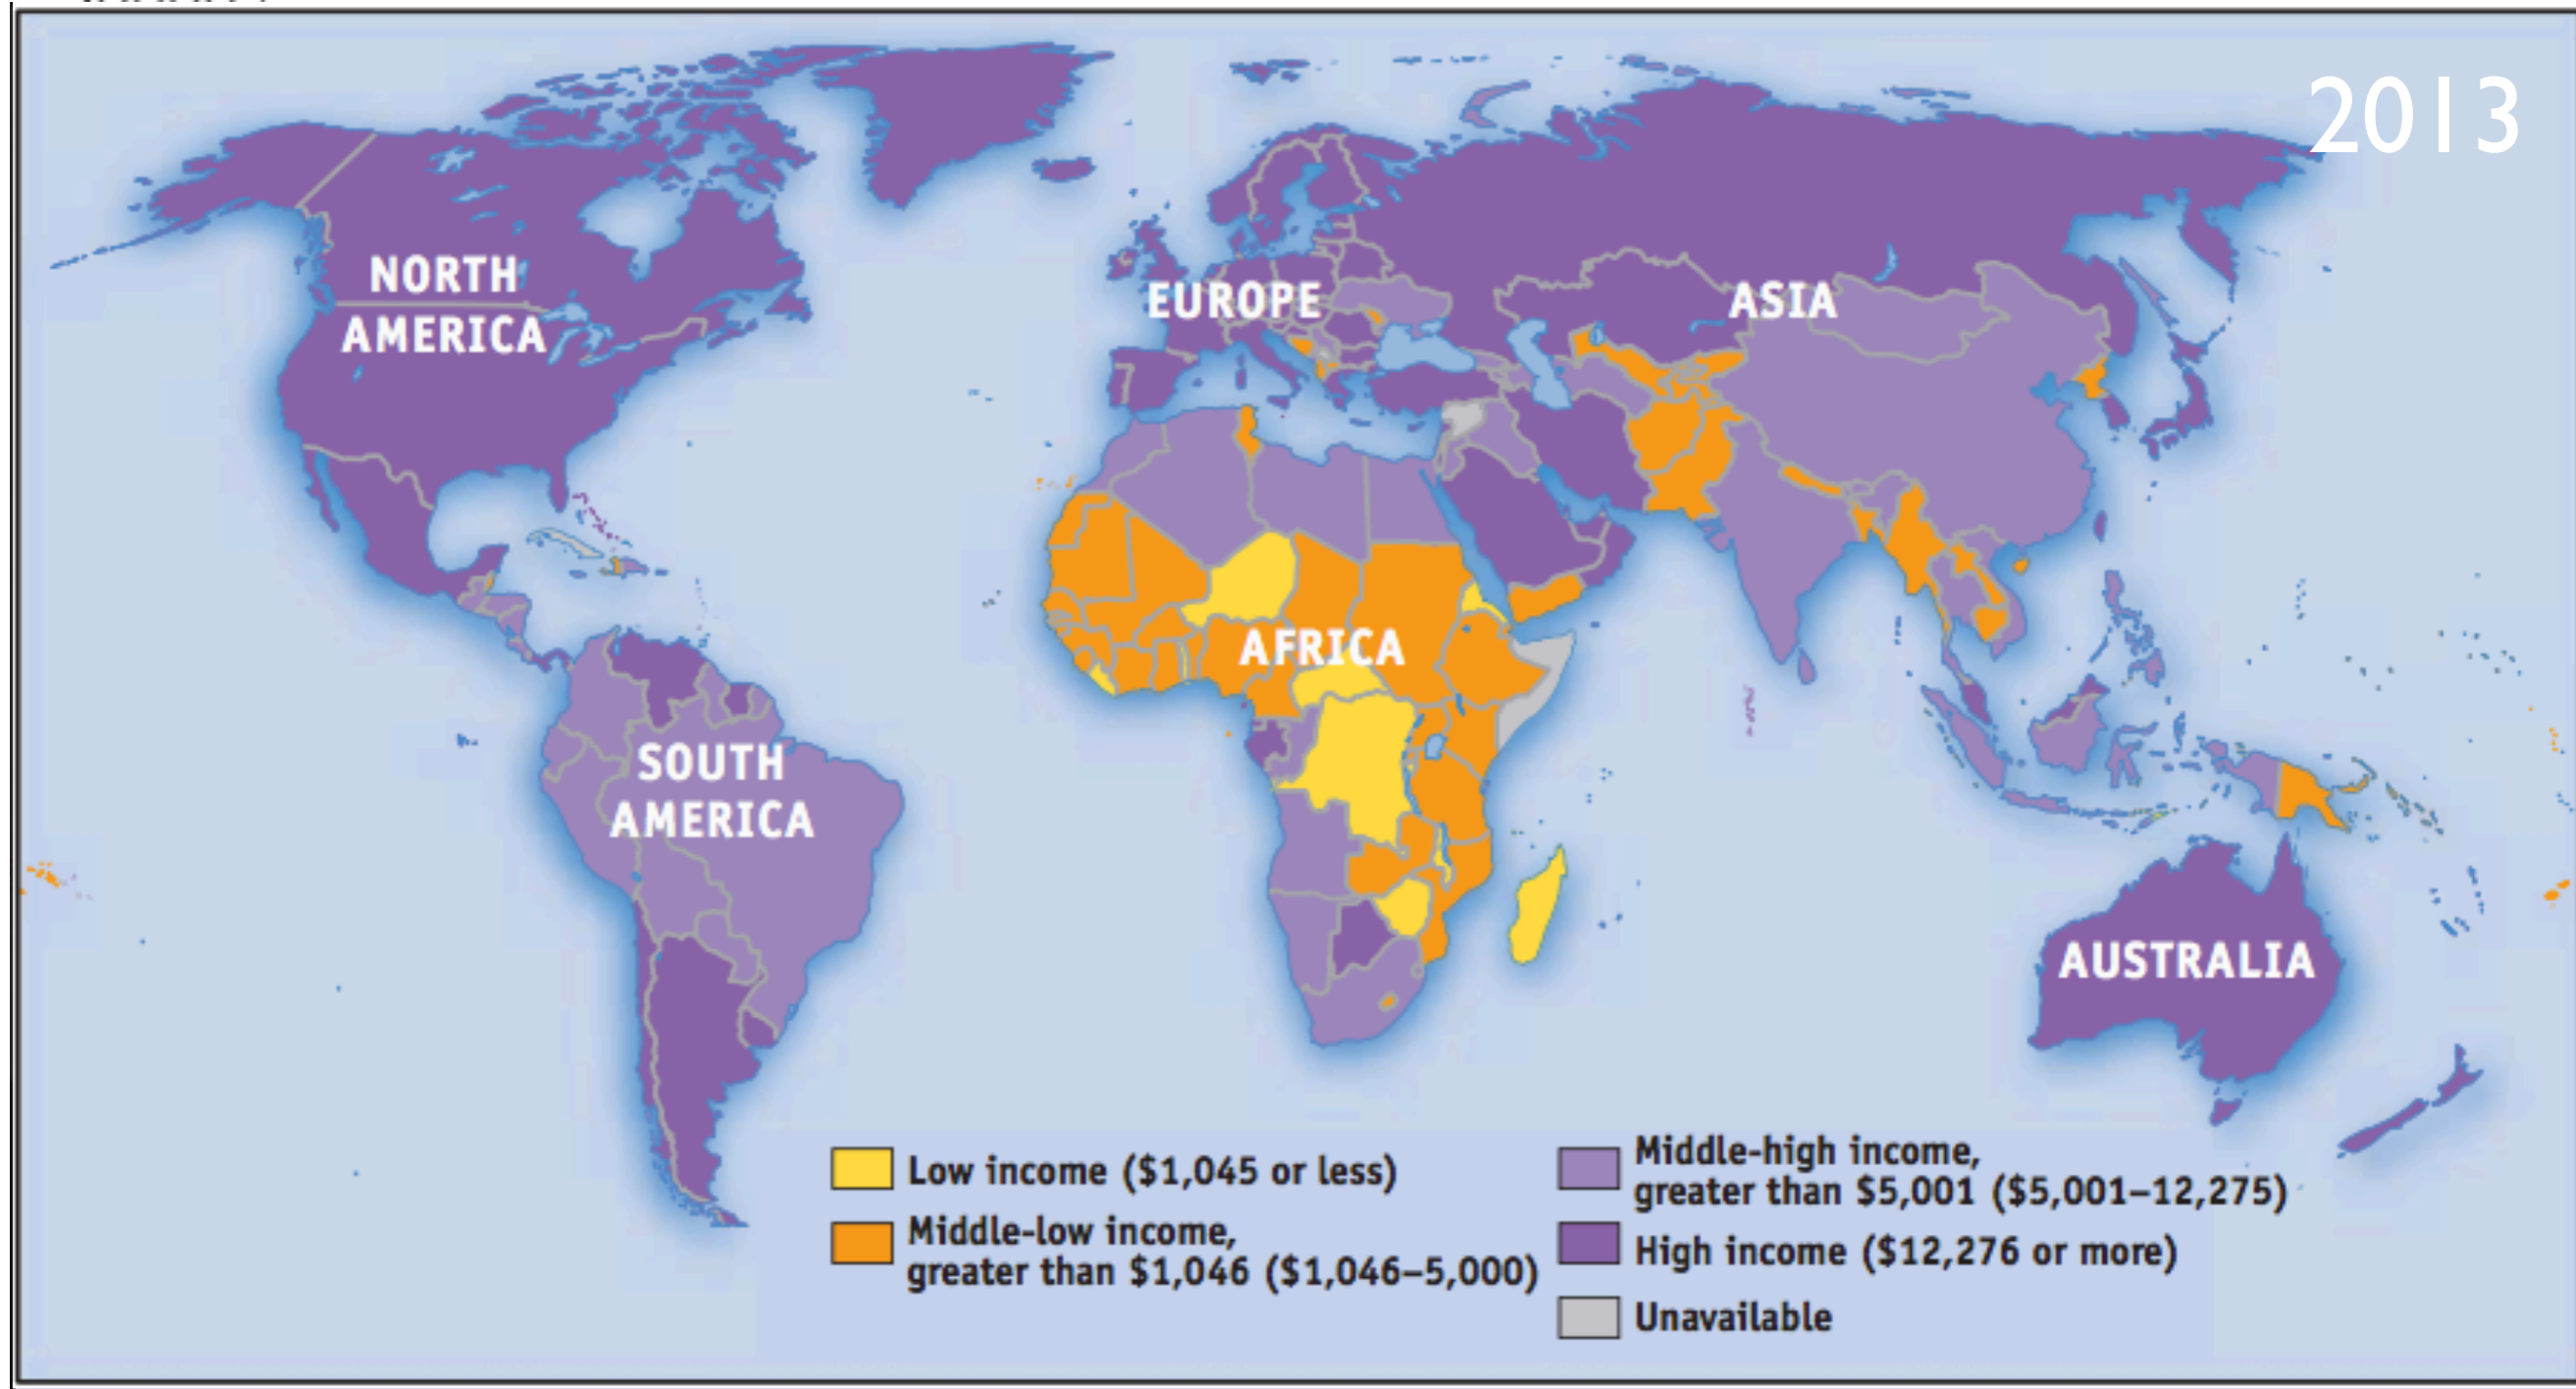 2013
NORTH
AMERICA
EUROPE
ASIA
AFRICA
SOUTH
AMERICA
AUSTRALIA
Low income ($1,045 or less)
Middle-low income,
greater than $1,046 ($1,046–5,000)
Middle-high income,
greater than $5,001 ($5,001–12,275)
High income ($12,276 or more)
Unavailable